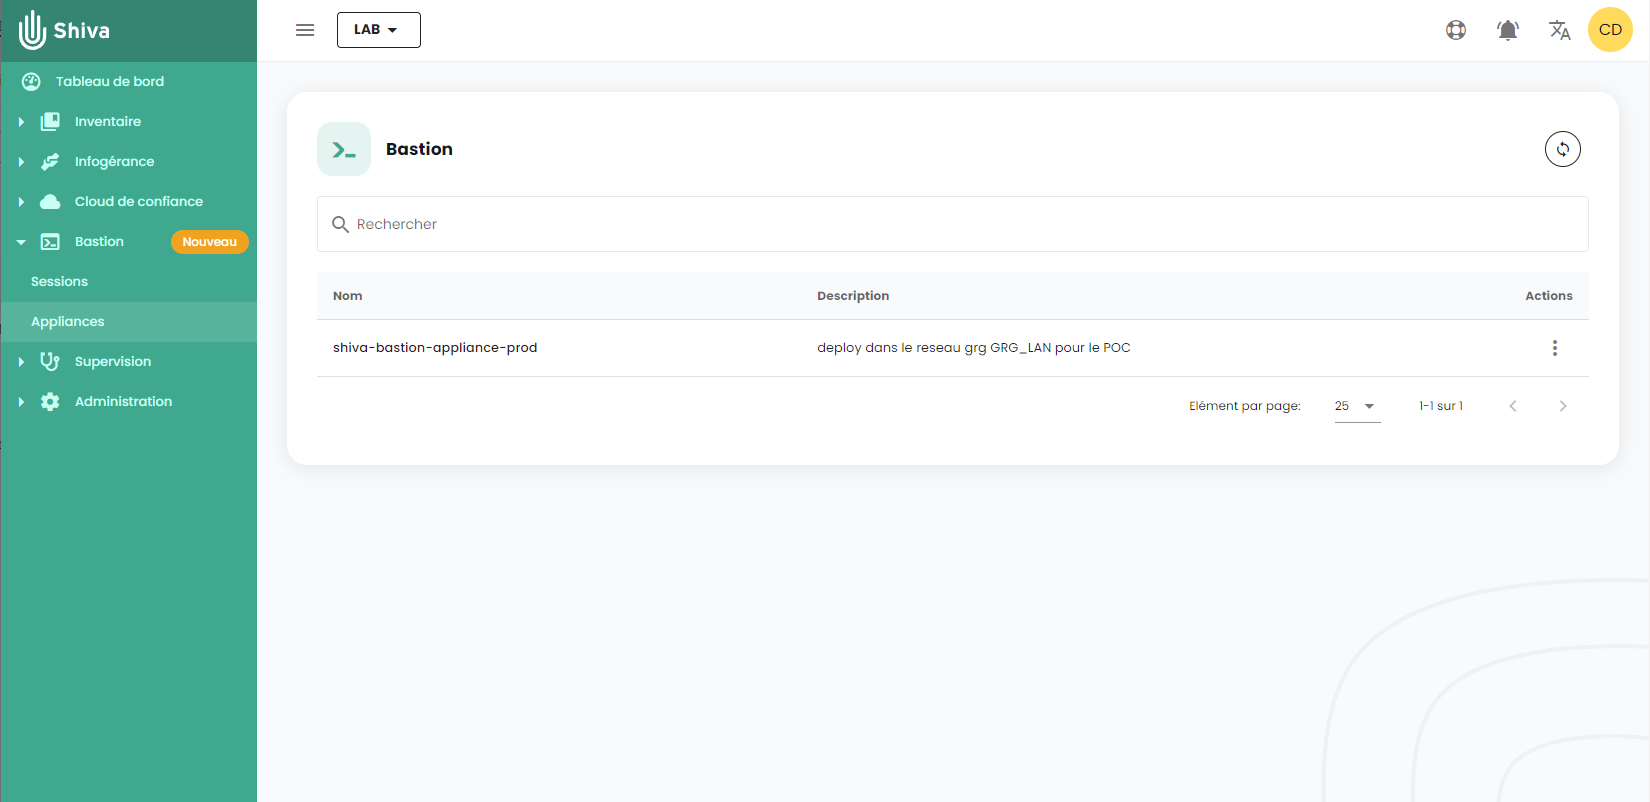 Shiva
LAB
CD
Tableau de bord
Inventaire
Infogérance
Cloud de confiance
Bastion Nouveau
Sessions
Appliances
Supervision
Administration
Bastion
Rechercher
Nom Description Actions
shiva-bastion-appliance-prod deploy dans le reseau grg GRG_LAN pour le POC
Elément par page: 25 1-1 sur 1